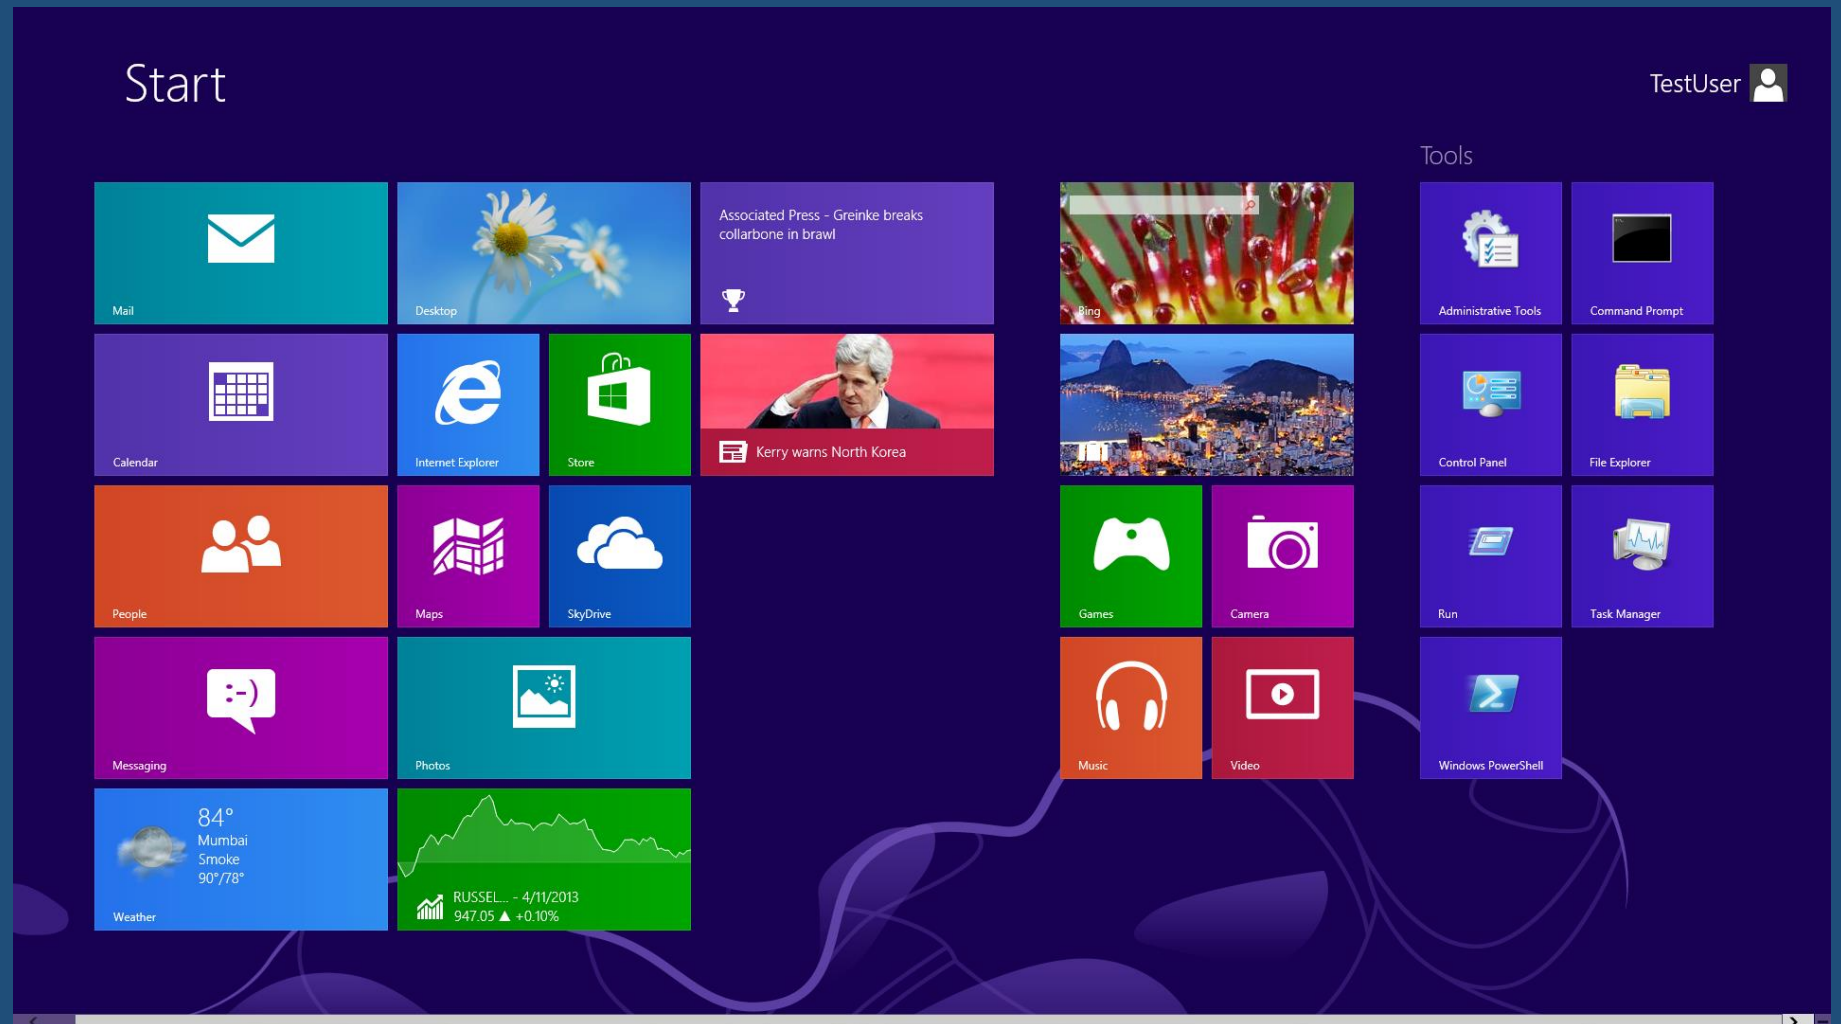 Start
TestUser
Tools
Mail
Desktop
Associated Press - Greinke breaks
collarbone in brawl
Bing
Administrative Tools
Command Prompt
Calendar
Internet Explorer
Store
Kerry warns North Korea
Control Panel
File Explorer
People
Maps
SkyDrive
Games
Camera
Run
Task Manager
Messaging
:-)
Photos
Music
Video
Windows PowerShell
84°
Mumbai
Smoke
90°/78°
Weather
RUSSEL... - 4/11/2013
947.05 ▲ +0.10%